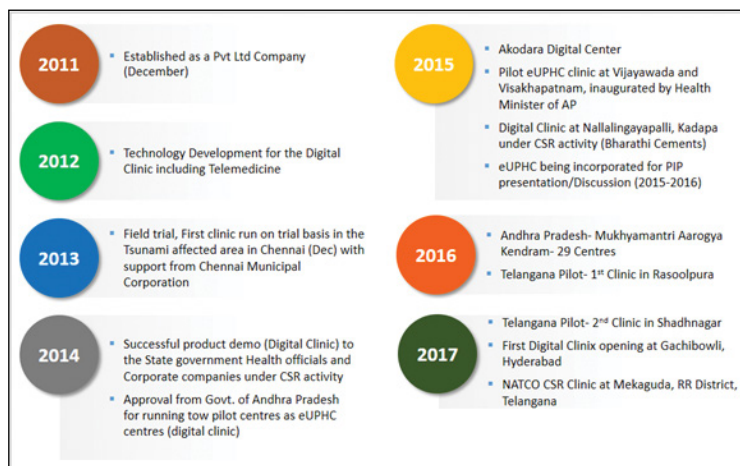 2011
Established as a Pvt Ltd Company
(December)
2012
Technology Development for the Digital
Clinic including Telemedicine
2013
Field trial, First clinic run on trial basis in the
Tsunami affected area in Chennai (Dec) with
support from Chennai Municipal
Corporation
2014
Successful product demo (Digital Clinic) to
the State government Health officials and
Corporate companies under CSR activity
Approval from Govt. of Andhra Pradesh
for running tow pilot centres as eUPHC
centres (digital clinic)
2015
Akodara Digital Center
Pilot eUPHC clinic at Vijayawada and
Visakhapatnam, inaugurated by Health
Minister of AP
Digital Clinic at Nallalingayapalli, Kadapa
under CSR activity (Bharathi Cements)
eUPHC being incorporated for PIP
presentation/Discussion (2015-2016)
2016
Andhra Pradesh- Mukhyamantri Aarogya
Kendram- 29 Centres
Telangana Pilot- 1st Clinic in Rasoolpura
2017
Telangana Pilot- 2nd Clinic in Shadhnagar
First Digital Clinix opening at Gachibowli,
Hyderabad
NATCO CSR Clinic at Mekaguda, RR District,
Telangana